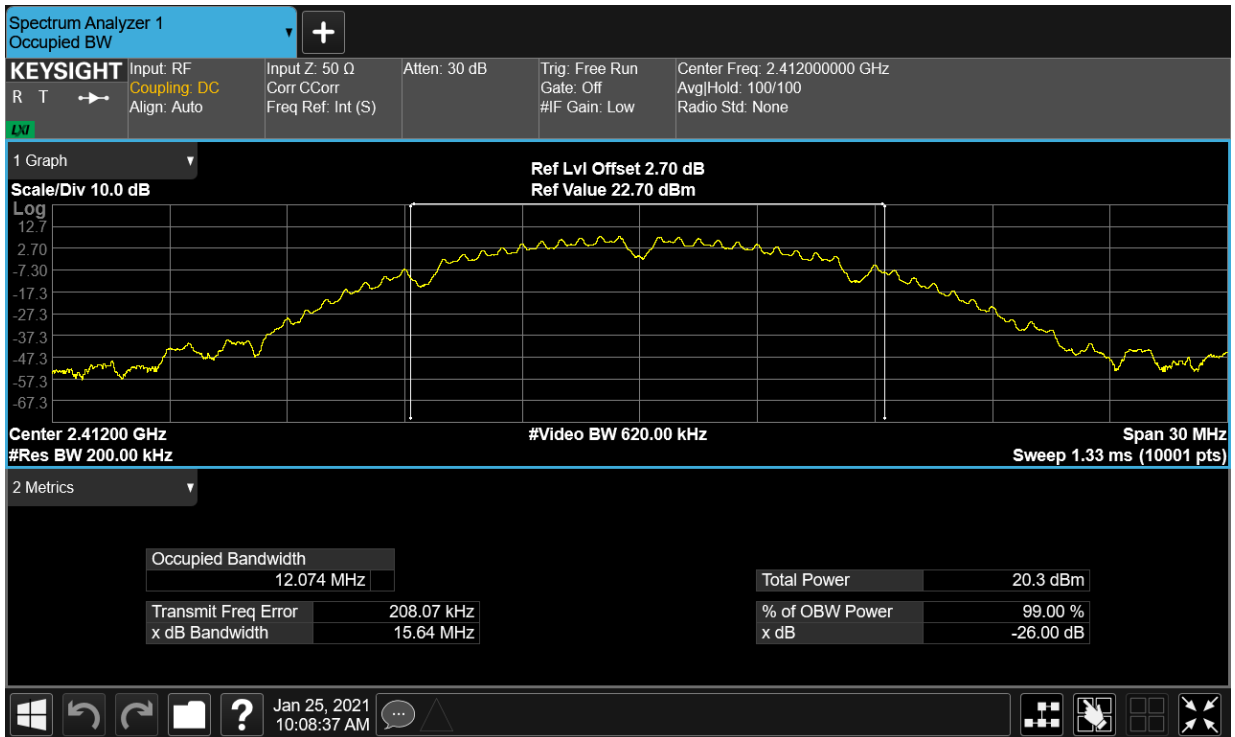 Spectrum Analyzer 1
Occupied BW
KEYSIGHT
R T
LXI
Input: RF
Coupling: DC
Align: Auto
Input Z: 50 Ω
Corr CCorr
Freq Ref: Int (S)
Atten: 30 dB
Trig: Free Run
Gate: Off
#IF Gain: Low
Center Freq: 2.412000000 GHz
Avg|Hold: 100/100
Radio Std: None
1 Graph
Scale/Div 10.0 dB
Ref Lvl Offset 2.70 dB
Ref Value 22.70 dBm
Log
12.7
2.70
-7.30
-17.3
-27.3
-37.3
-47.3
-57.3
-67.3
Center 2.41200 GHz
#Res BW 200.00 kHz
#Video BW 620.00 kHz
Span 30 MHz
Sweep 1.33 ms (10001 pts)
2 Metrics
Occupied Bandwidth
12.074 MHz
Transmit Freq Error 208.07 kHz
x dB Bandwidth 15.64 MHz
Total Power 20.3 dBm
% of OBW Power 99.00 %
x dB -26.00 dB
?
Jan 25, 2021
10:08:37 AM